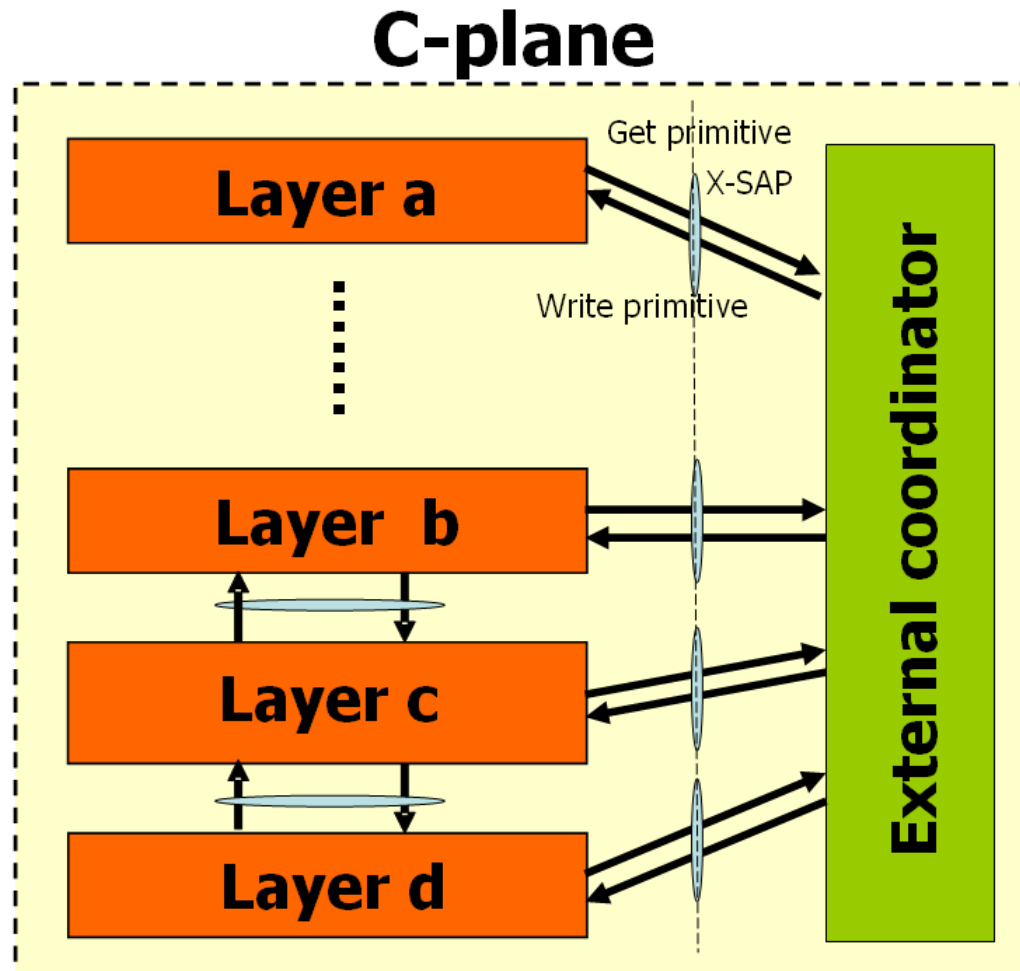 C-plane
Get primitive
Layer a
X-SAP
Write primitive
External coordinator
Layer b
Layer c
Layer d